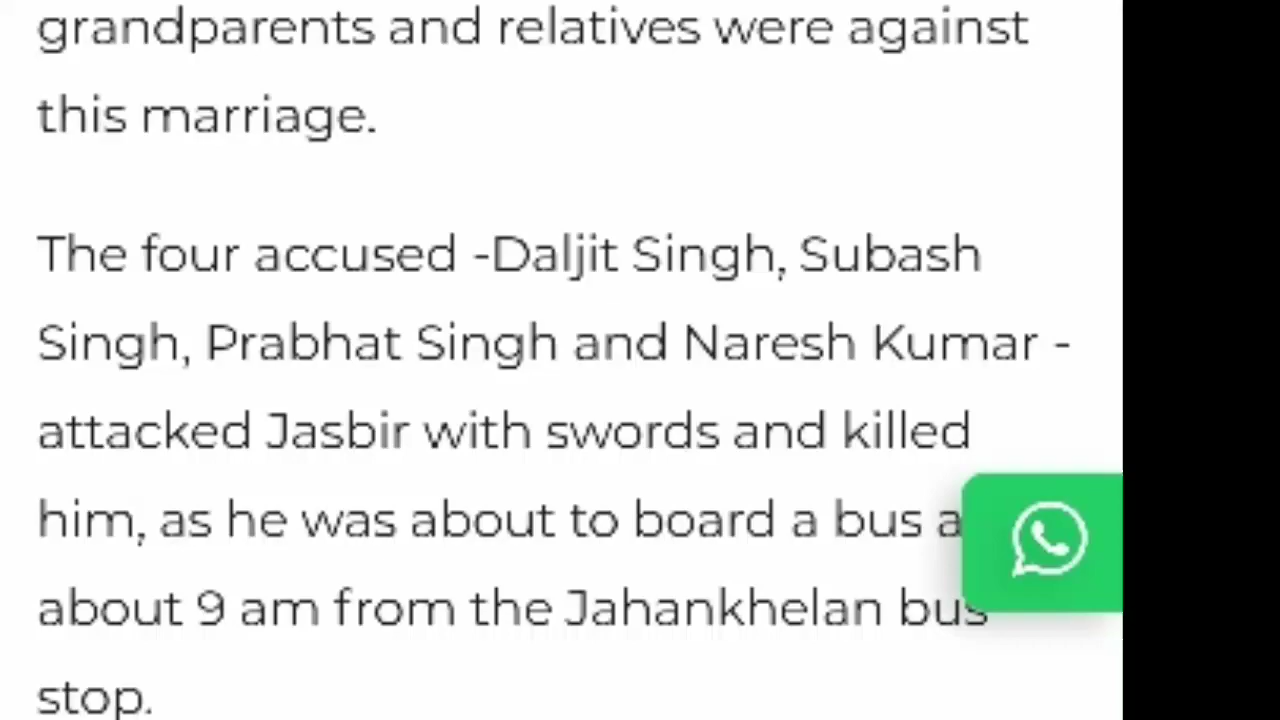 grandparents and relatives were against
this marriage.
The four accused -Daljit Singh, Subash
Singh, Prabhat Singh and Naresh Kumar -
attacked Jasbir with swords and killed
him, as he was about to board a bus
about 9 am from the Jahankhelan bus
stop.